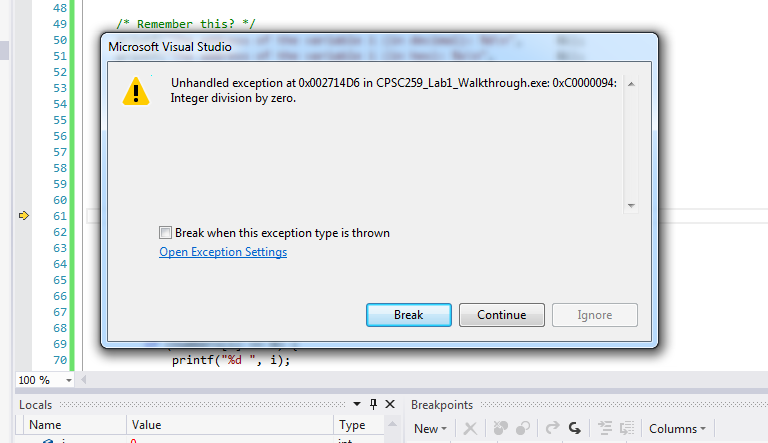 48
49 /* Remember this? */
50
51
52
53
54
55
56
57
58
59
60
61
62
63
64
65
66
67
68
69
70 printf("%d ", i);
Microsoft Visual Studio
Unhandled exception at 0x002714D6 in CPSC259_Lab1_Walkthrough.exe: 0xC0000094:
Integer division by zero.
Break when this exception type is thrown
Open Exception Settings
Break Continue Ignore
100 %
Locals
Name Value Type
Breakpoints
New Columns